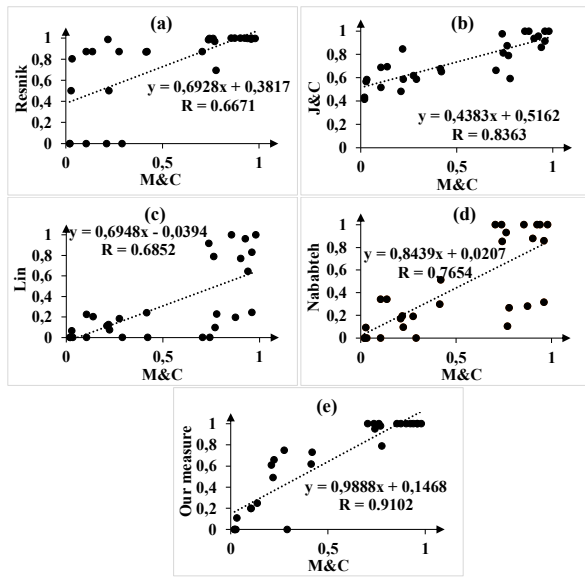 (a)
Resnik
1
0,8
0,6
0,4
0,2
0
y = 0,6928x + 0,3817
R = 0.6671
0
0,5
1
M&C
(b)
J&C
1
0,8
0,6
0,4
0,2
0
y = 0,4383x + 0,5162
R = 0.8363
0
0,5
1
M&C
(c)
Lin
1
0,8
0,6
0,4
0,2
0
y = 0,6948x - 0,0394
R = 0.6852
0
0,5
1
M&C
(d)
Nababteh
1
0,8
0,6
0,4
0,2
0
y = 0,8439x + 0,0207
R = 0,7654
0
0,5
1
M&C
(e)
Our measure
1
0,8
0,6
0,4
0,2
0
y = 0,9888x + 0,1468
R = 0.9102
0
0,5
1
M&C